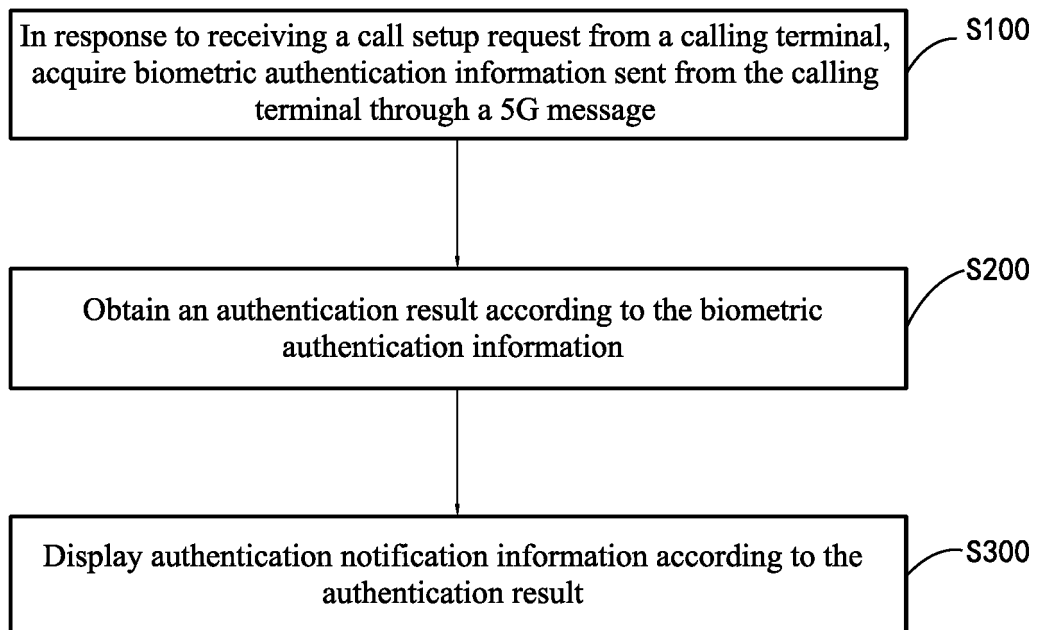 In response to receiving a call setup request from a calling terminal,
acquire biometric authentication information sent from the calling
terminal through a 5G message
S100
Obtain an authentication result according to the biometric
authentication information
S200
Display authentication notification information according to the
authentication result
S300